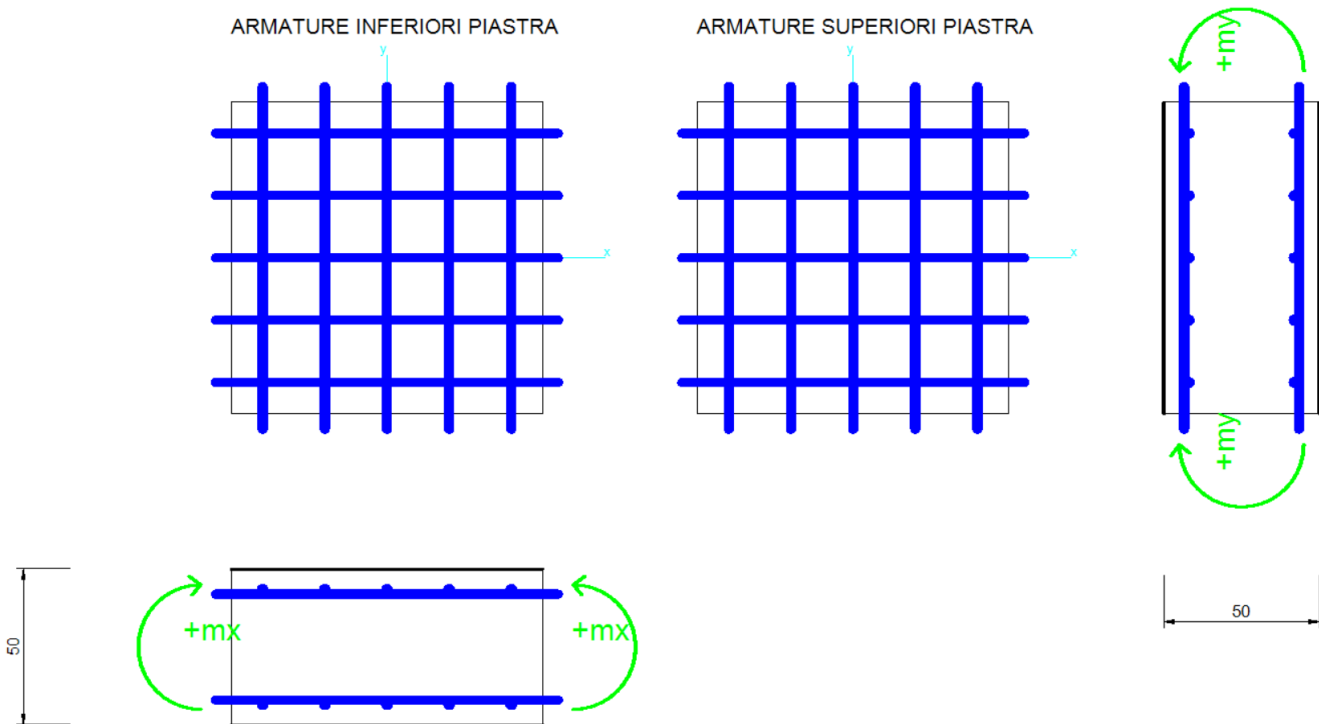 ARMATURE INFERIORI PIASTRA
ARMATURE SUPERIORI PIASTRA
+my
y
y
x
x
+my
+mx
+mx
50
50